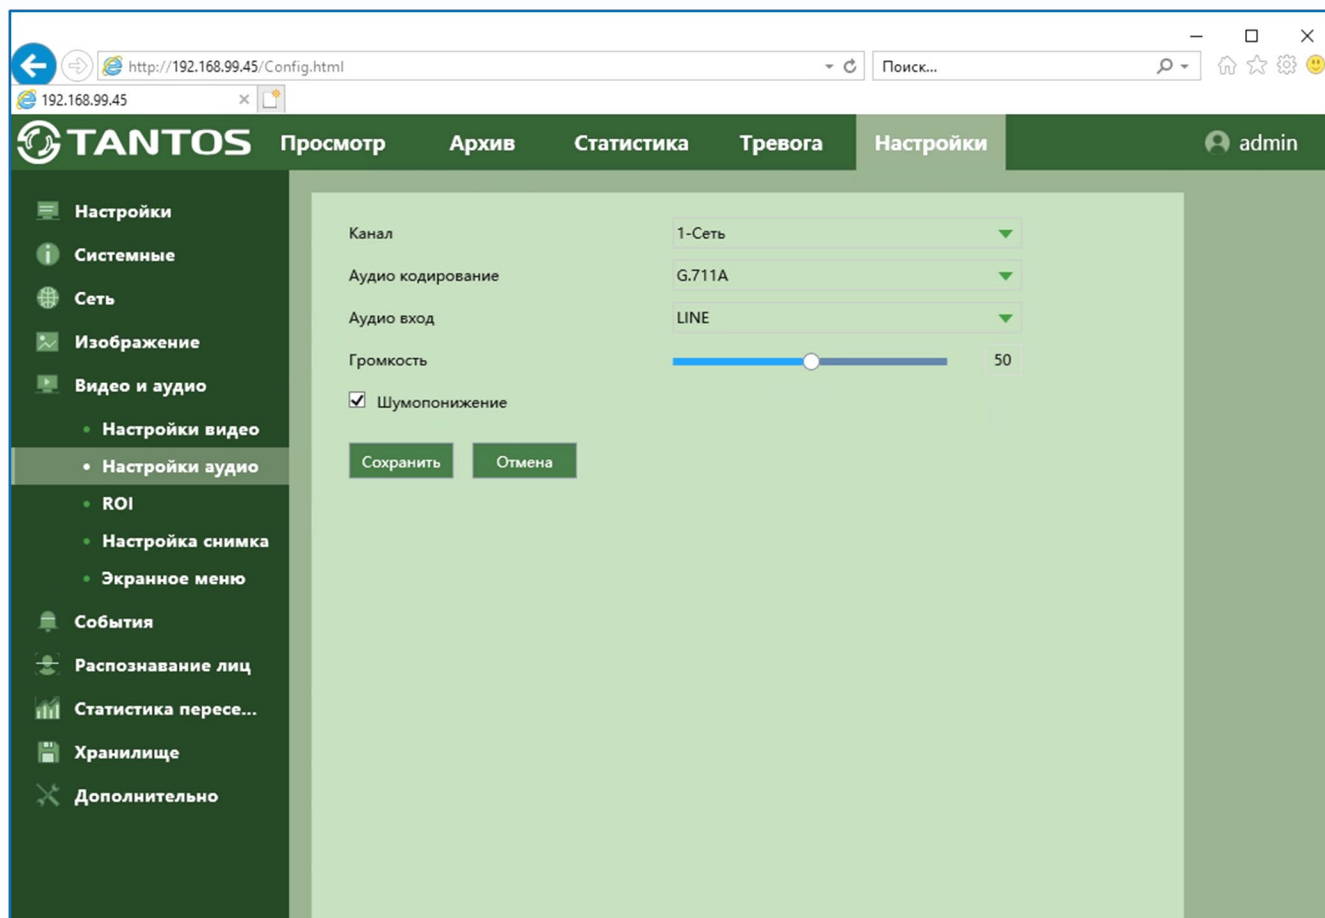 http://192.168.99.45/Config.html
Поиск...
192.168.99.45
TANTOS
Просмотр
Архив
Статистика
Тревога
Настройки
admin
Настройки
Системные
Сеть
Изображение
Видео и аудио
Настройки видео
Настройки аудио
ROI
Настройка снимка
Экранное меню
События
Распознавание лиц
Статистика пересе...
Хранилище
Дополнительно
Канал 1-Сеть
Аудио кодирование G.711A
Аудио вход LINE
Громкость 50
Шумопонижение
Сохранить Отмена